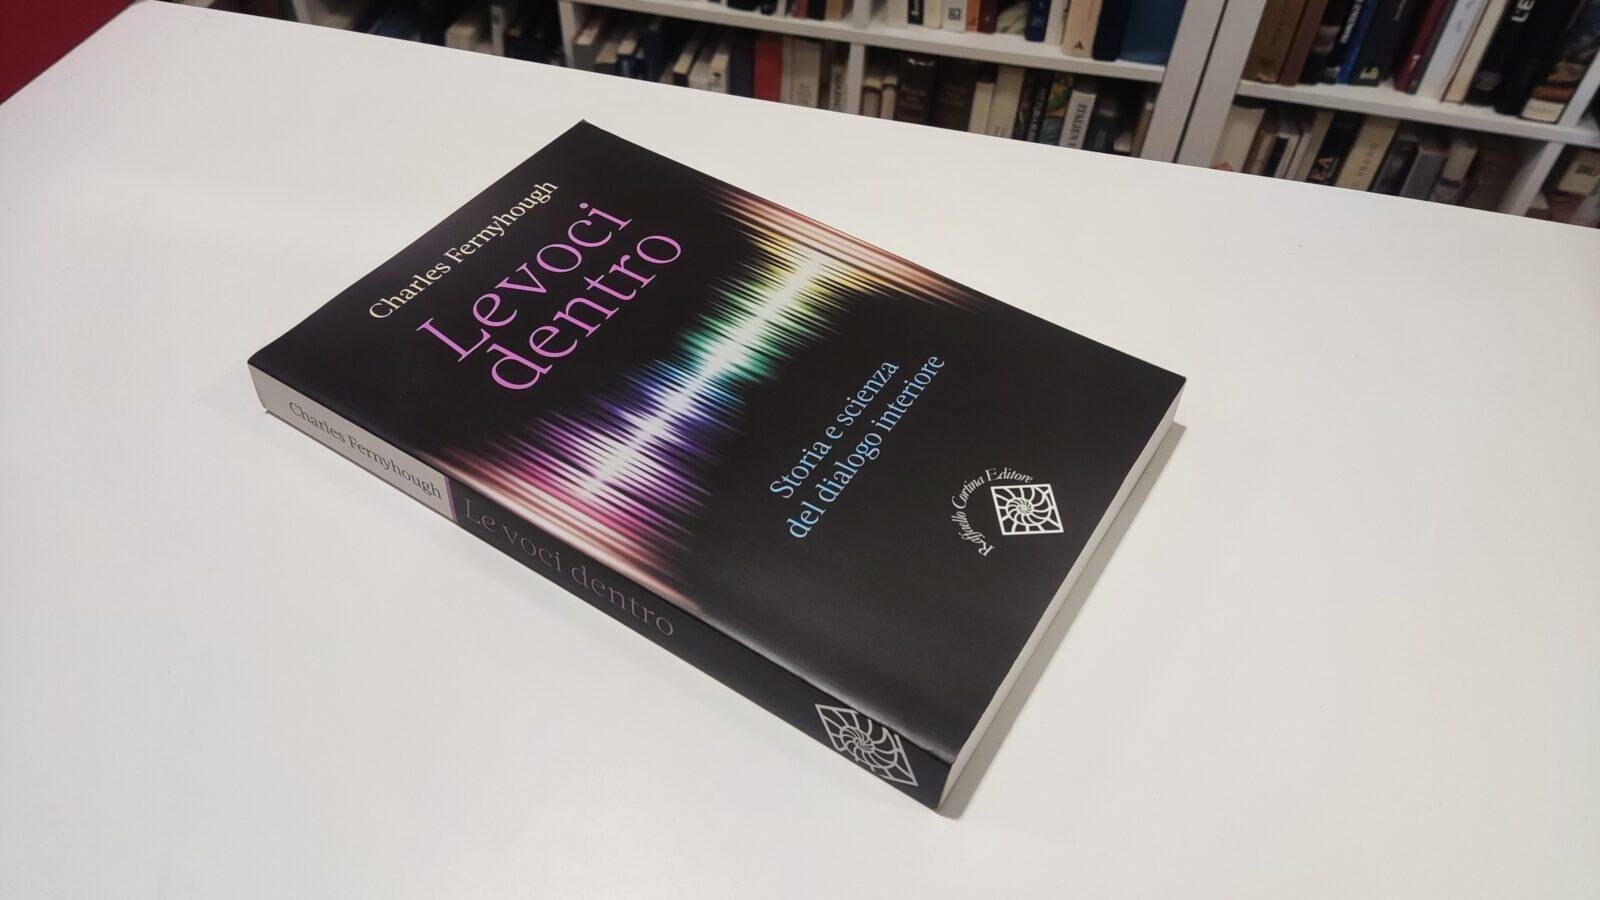 Charles Fernyhough
Le voci
dentro
Storia e scienza
del dialogo interiore
Raffaello Cortina Editore
Charles Fernyhough
Le voci dentro